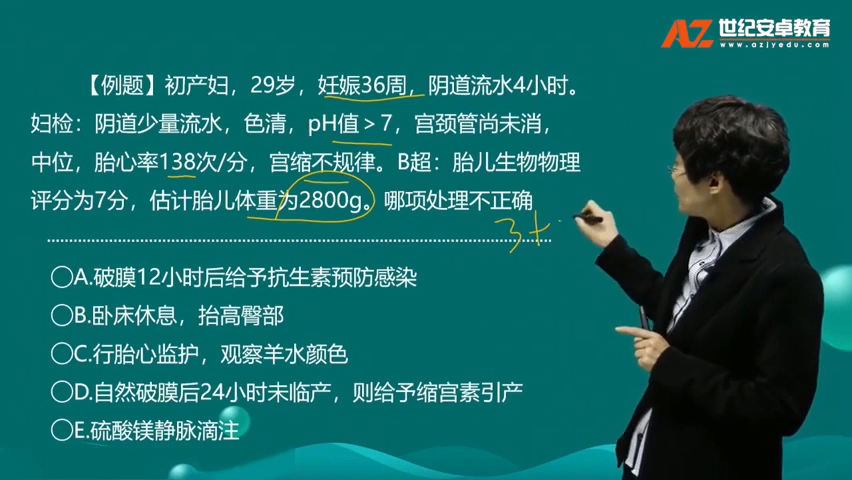 AZ 世纪安卓教育
www.azjyedu.com
【例题】初产妇，29岁，妊娠36周，阴道流水4小时。
妇检：阴道少量流水，色清，pH值＞7，宫颈管尚未消，
中位，胎心率138次/分，宫缩不规律。B超：胎儿生物物理
评分为7分，估计胎儿体重为2800g。哪项处理不正确
3+
A.破膜12小时后给予抗生素预防感染
B.卧床休息，抬高臀部
C.行胎心监护，观察羊水颜色
D.自然破膜后24小时未临产，则给予缩宫素引产
E.硫酸镁静脉滴注